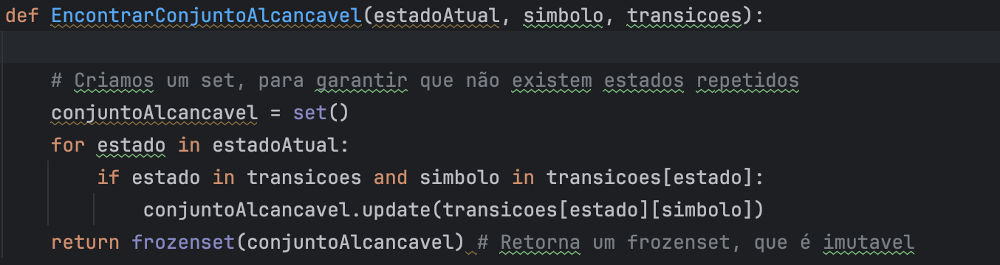 def EncontrarConjuntoAlcancavel(estadoAtual, simbolo, transicoes):
    # Criamos um set, para garantir que não existem estados repetidos
    conjuntoAlcancavel = set()
    for estado in estadoAtual:
        if estado in transicoes and simbolo in transicoes[estado]:
            conjuntoAlcancavel.update(transicoes[estado][simbolo])
    return frozenset(conjuntoAlcancavel) # Retorna um frozenset, que é imutavel